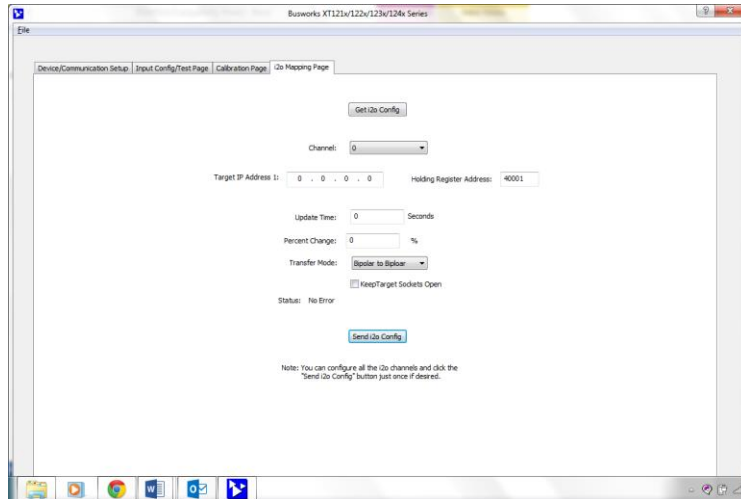 Busworks XT121x/122x/123x/124x Series
File
Device/Communication Setup Input Config/Test Page Calibration Page i2o Mapping Page
Get i2o Config
Channel: 0
Target IP Address 1: 0 . 0 . 0 . 0 Holding Register Address: 40001
Update Time: 0 Seconds
Percent Change: 0 %
Transfer Mode: Bipolar to Biploar
KeepTarget Sockets Open
Status: No Error
Send i2o Config
Note: You can configure all the i2o channels and click the
"Send i2o Config" button just once if desired.